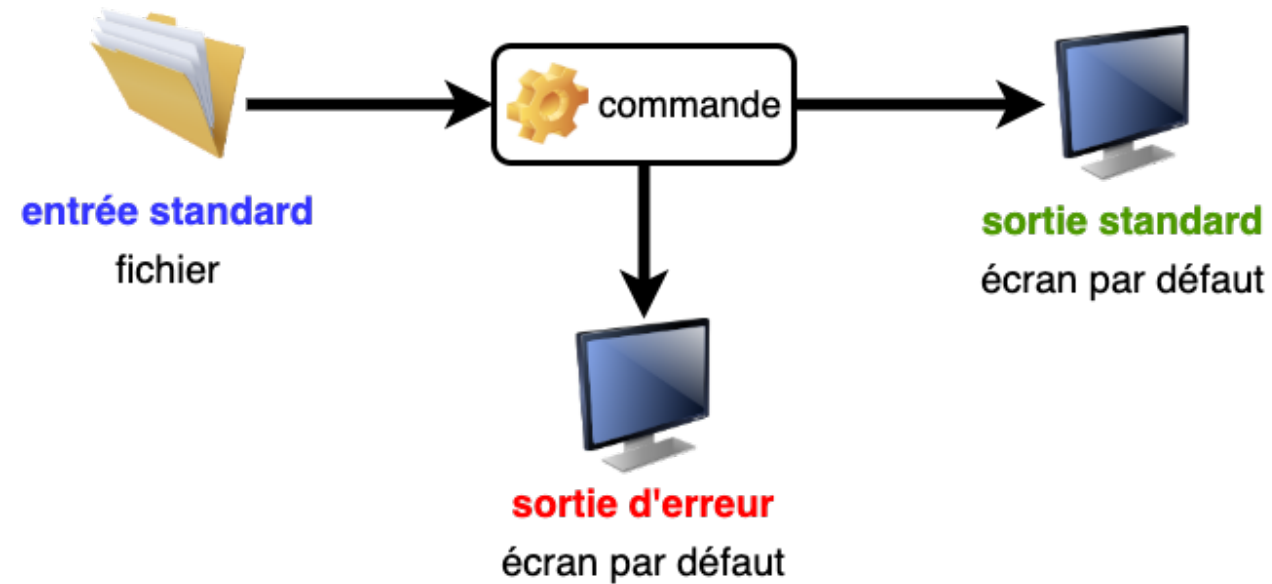 commande
entrée standard
fichier
sortie standard
écran par défaut
sortie d'erreur
écran par défaut